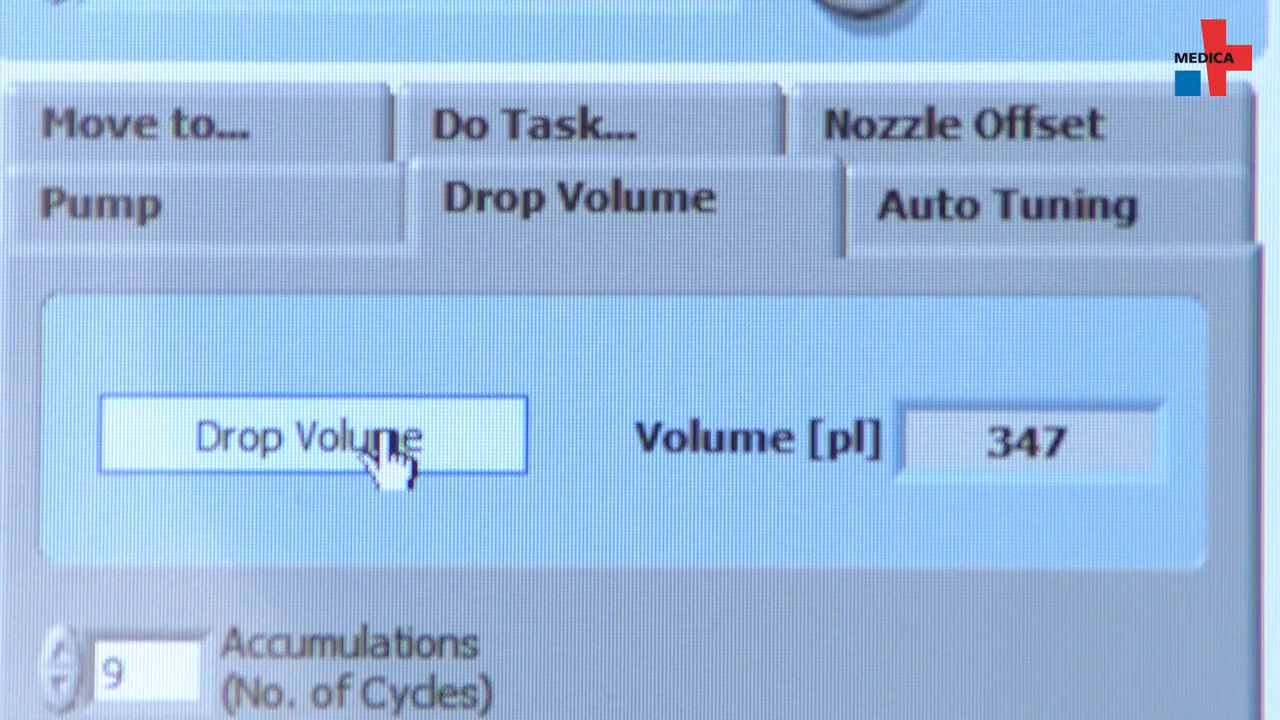 MEDICA
Move to... Do Task... Nozzle Offset
Pump Drop Volume Auto Tuning
Drop Volume Volume [pl] 347
9 Accumulations
(No. of Cycles)